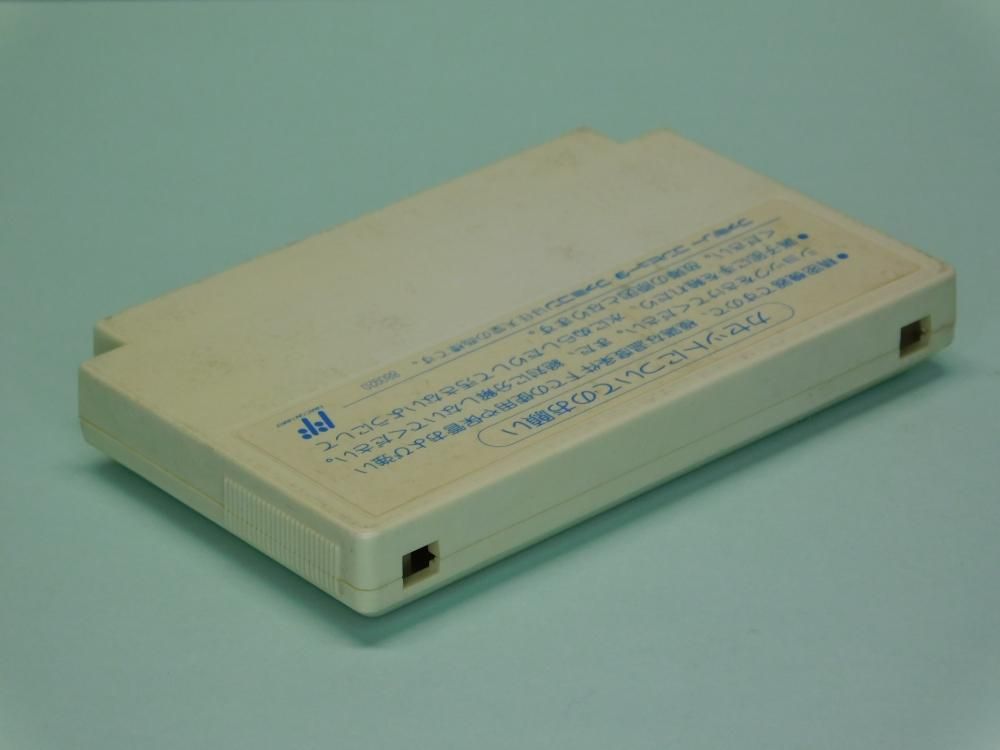 カセットについてのお願い
●精密機器ですので、極端な温度条件下での使用や保管および強い
ショックをさけてください。また、絶対に分解しないでください。
●端子部に手を触れたり、水にぬらしたりして汚さないようにして
ください。故障の原因となります。
ファミリーコンピュータ ファミコンは任天堂の商標です。